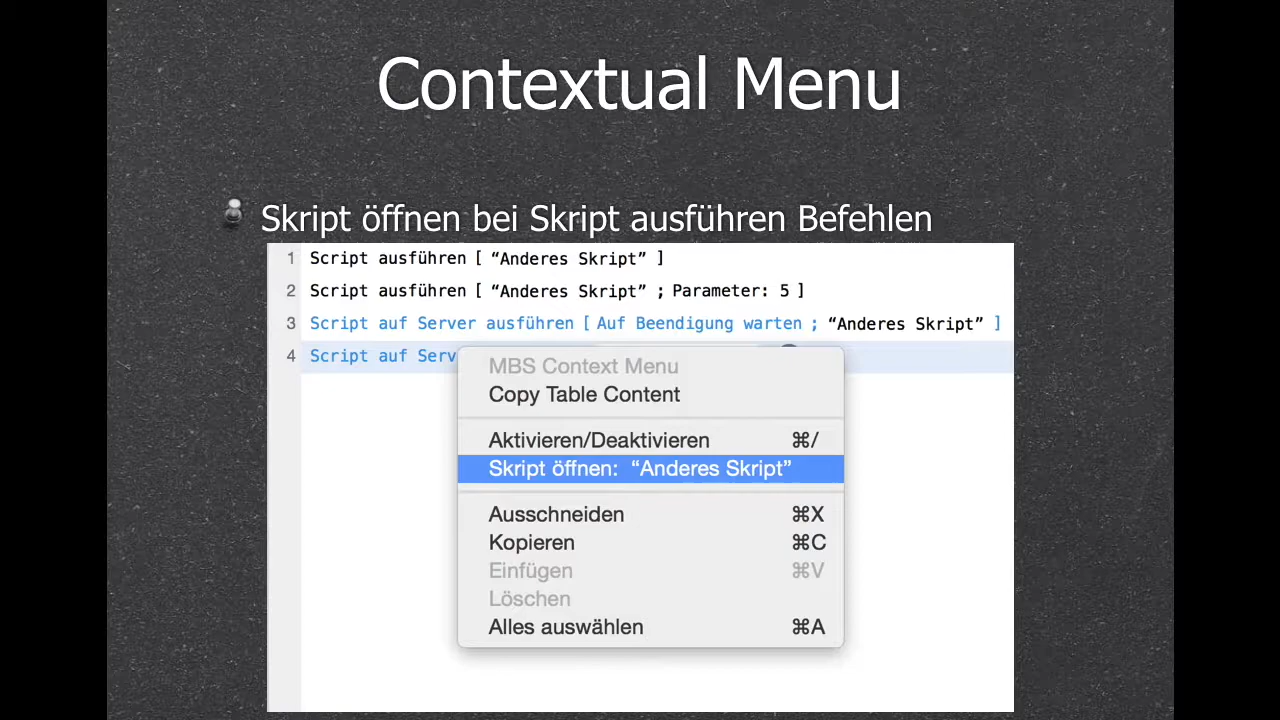 Contextual Menu
Skript öffnen bei Skript ausführen Befehlen
1 Script ausführen [ “Anderes Skript” ]
2 Script ausführen [ “Anderes Skript” ; Parameter: 5 ]
3 Script auf Server ausführen [ Auf Beendigung warten ; “Anderes Skript” ]
4 Script auf Serv
MBS Context Menu
Copy Table Content
Aktivieren/Deaktivieren ⌘/
Skript öffnen: “Anderes Skript”
Ausschneiden ⌘X
Kopieren ⌘C
Einfügen ⌘V
Löschen
Alles auswählen ⌘A